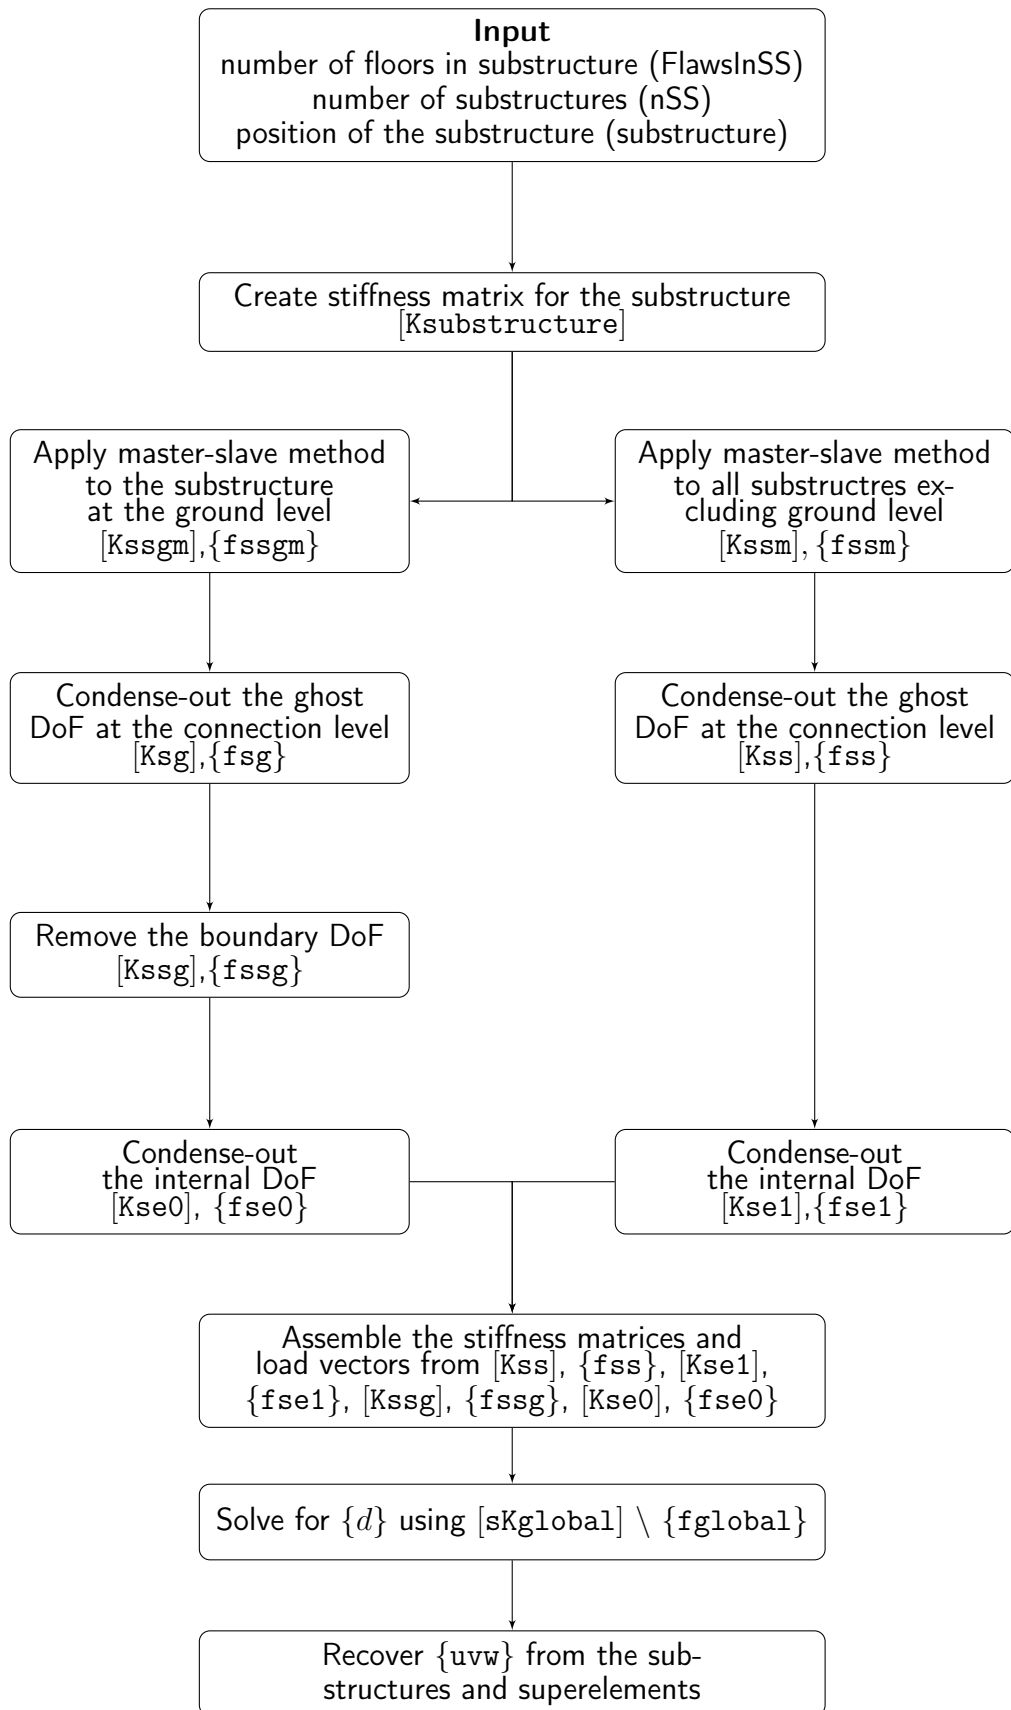 Input
number of floors in substructure (FlawsInSS)
number of substructures (nSS)
position of the substructure (substructure)
Create stiffness matrix for the substructure
[Ksubstructure]
Apply master-slave method
to the substructure
at the ground level
[Kssgm],{fssgm}
Apply master-slave method
to all substructres ex-
cluding ground level
[Kssm], {fssm}
Condense-out the ghost
DoF at the connection level
[Ksg],{fsg}
Condense-out the ghost
DoF at the connection level
[Kss],{fss}
Remove the boundary DoF
[Kssg],{fssg}
Condense-out
the internal DoF
[Kse0], {fse0}
Condense-out
the internal DoF
[Kse1],{fse1}
Assemble the stiffness matrices and
load vectors from [Kss], {fss}, [Kse1],
{fse1}, [Kssg], {fssg}, [Kse0], {fse0}
Solve for {d} using [sKglobal] \ {fglobal}
Recover {uvw} from the sub-
structures and superelements